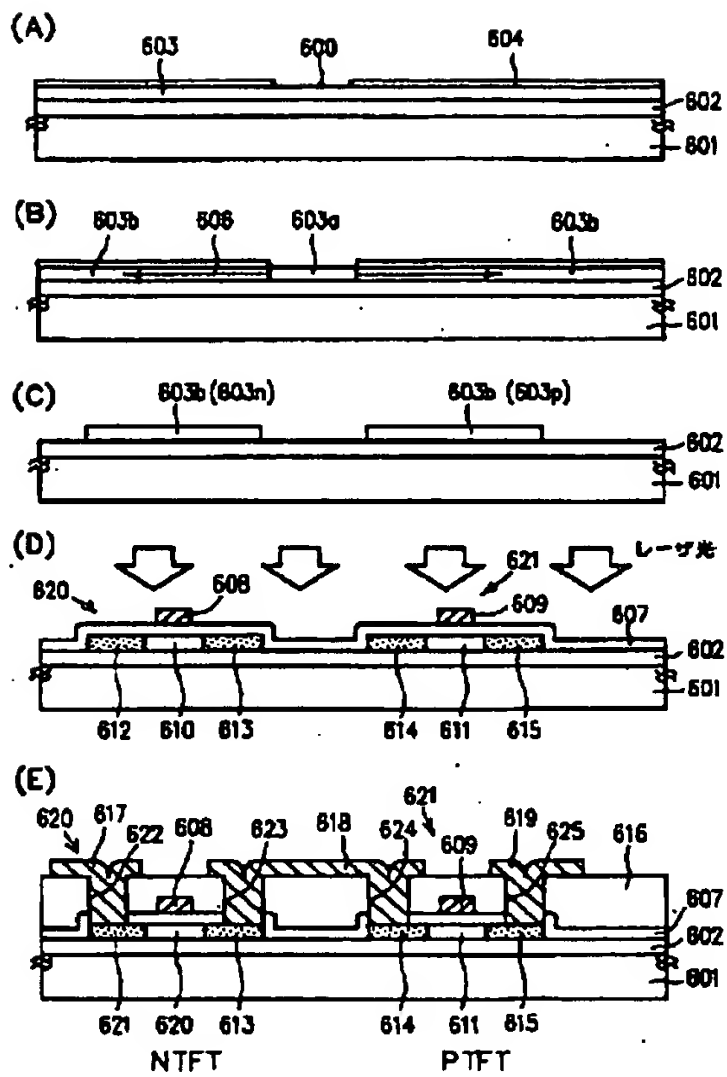 (A)
603 600 604
602
601
(B)
603b 606 603a 603b
602
601
(C)
603b (603n) 603b (603p)
602
601
(D)
レーザ光
620 608 621 609
607
602
601
612 610 613 614 611 615
(E)
620 617 622 608 623 618 624 621 609 619 625 616
607
602
601
621 620 613 614 611 615
NTFT PTFT